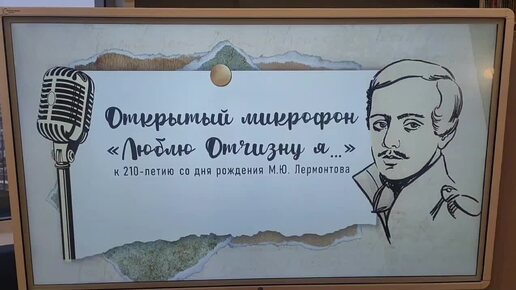 Открытый микрофон
«Люблю Отчизну я...»
к 210-летию со дня рождения М.Ю. Лермонтова